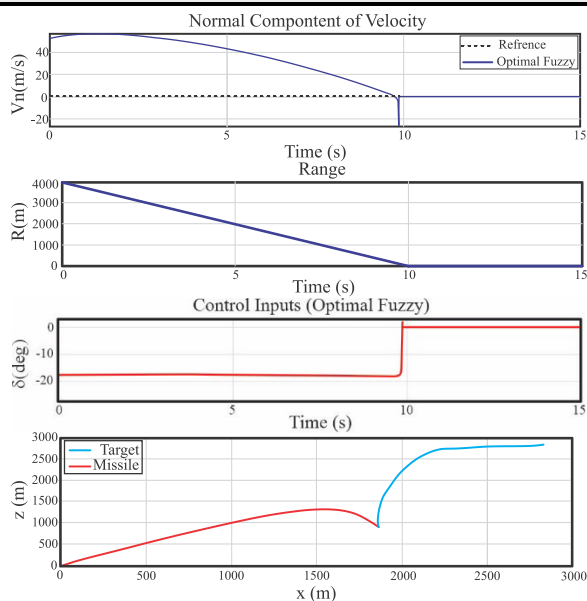 Normal Compontent of Velocity
Vn(m/s)
40
20
0
-20
Refrence
Optimal Fuzzy
0
5
10
15
Time (s)
Range
R(m)
4000
3000
2000
1000
0
0
5
10
15
Time (s)
Control Inputs (Optimal Fuzzy)
δ(deg)
0
-10
-20
0
5
10
15
Time (s)
z (m)
3000
2500
2000
1500
1000
500
0
Target
Missile
0
500
1000
1500
2000
2500
3000
x (m)